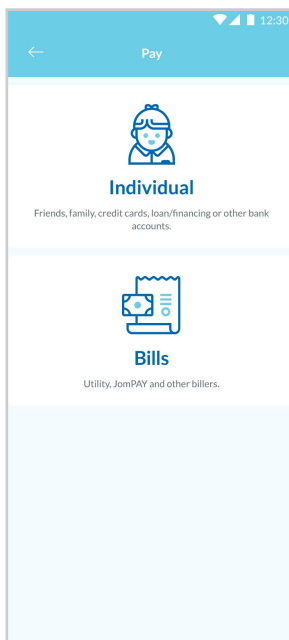 12:30
Pay
Individual
Friends, family, credit cards, loan/financing or other bank
accounts.
Bills
Utility, JomPAY and other billers.